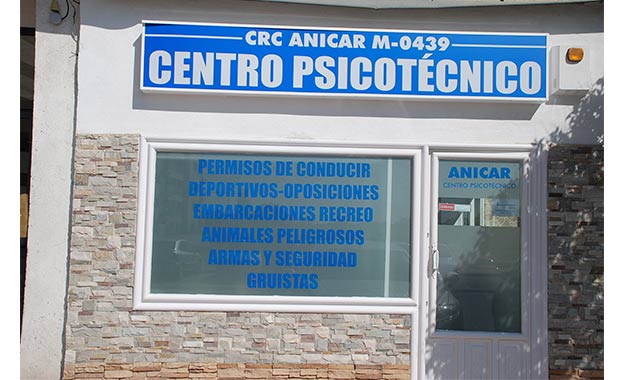 CRC ANICAR M-0439
CENTRO PSICOTÉCNICO
PERMISOS DE CONDUCIR
DEPORTIVOS-OPOSICIONES
EMBARCACIONES RECREO
ANIMALES PELIGROSOS
ARMAS Y SEGURIDAD
GRUISTAS
ANICAR
CENTRO PSICOTÉCNICO